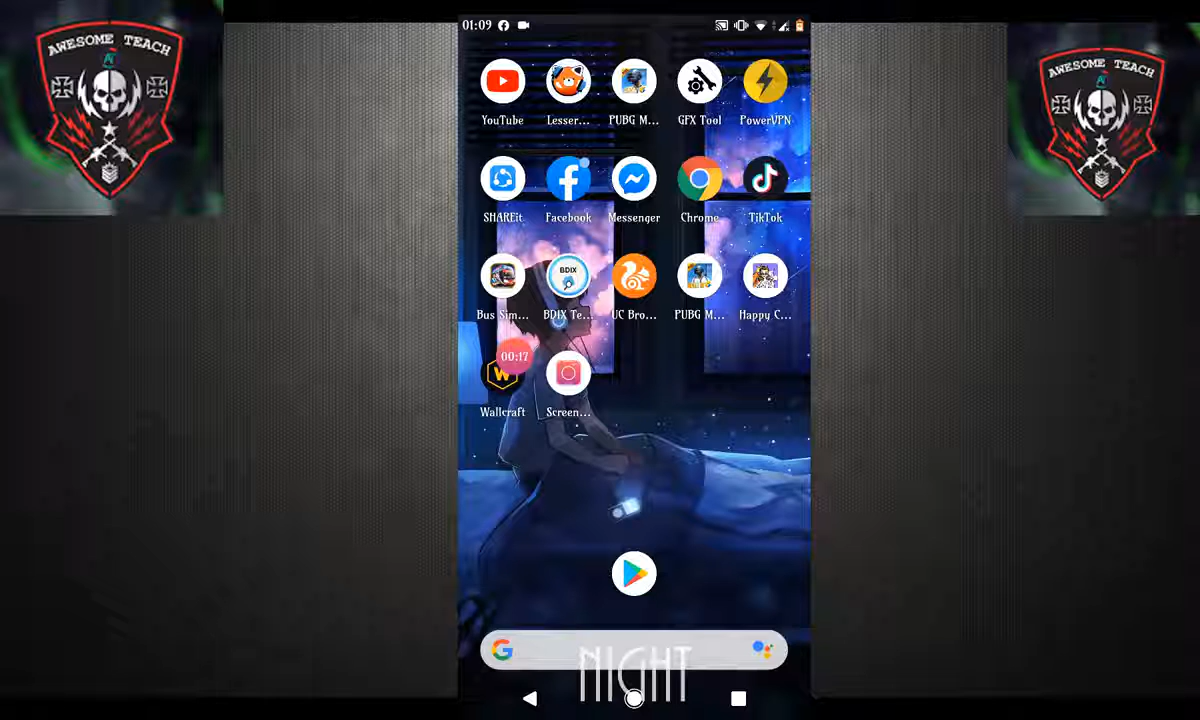 AWESOME TEACH
AWESOME TEACH
01:09
YouTube
Lesser...
PUBG M...
GFX Tool
PowerVPN
SHAREit
Facebook
Messenger
Chrome
TikTok
BDIX
Bus Sim...
BDIX Te...
UC Bro...
PUBG M...
Happy C...
00:17
W
Wallcraft
Screen...
G
NIGHT